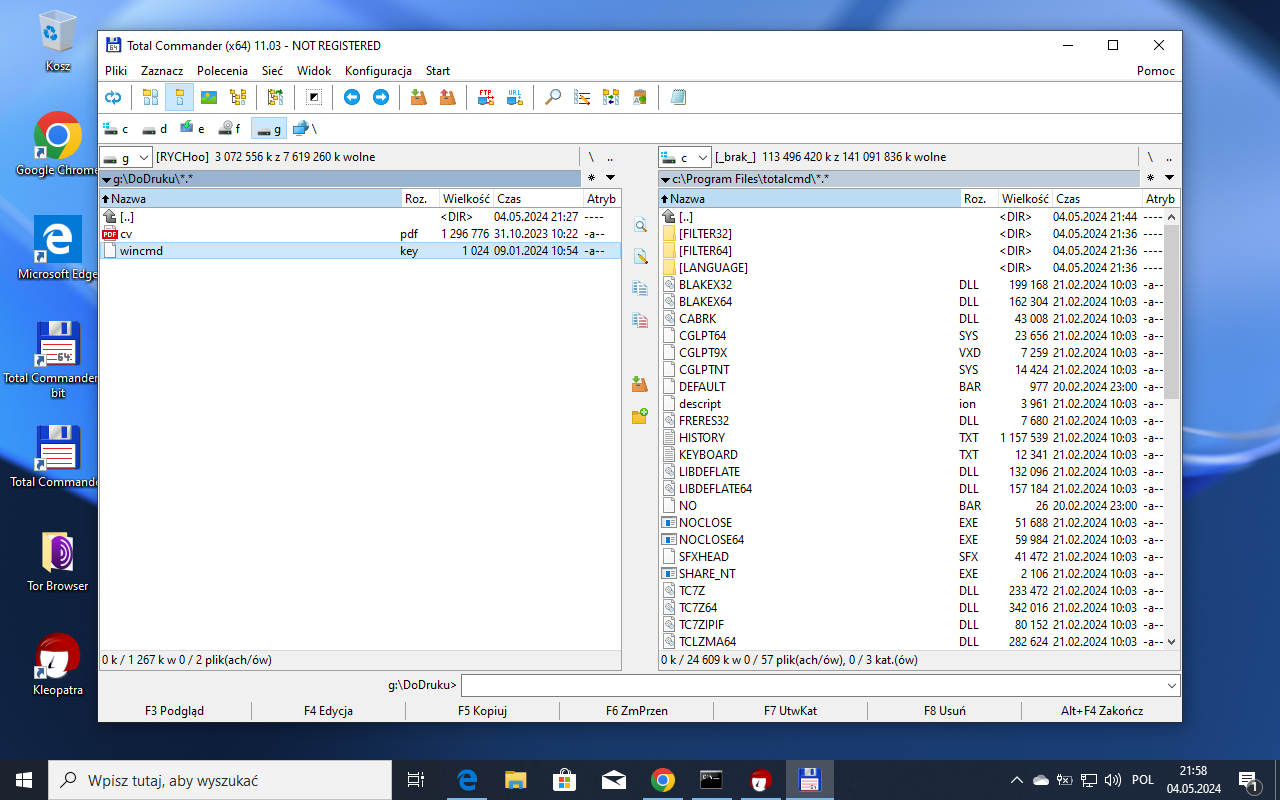 Kosz
Google Chrome
Microsoft Edge
Total Commander
bit
Total Commande
Tor Browser
Kleopatra
Total Commander (x64) 11.03 - NOT REGISTERED
Pliki Zaznacz Polecenia Sieć Widok Konfiguracja Start Pomoc
FTP URL
c d e f g \
g [RYCHoo] 3 072 556 k z 7 619 260 k wolne \ ..
g:\DoDruku\*.* *
Nazwa Roz. Wielkość Czas Atryb
[..] <DIR> 04.05.2024 21:27 ----
cv pdf 1 296 776 31.10.2023 10:22 -a--
wincmd key 1 024 09.01.2024 10:54 -a--
0 k / 1 267 k w 0 / 2 plik(ach/ów)
c [_brak_] 113 496 420 k z 141 091 836 k wolne \ ..
c:\Program Files\totalcmd\*.* *
Nazwa Roz. Wielkość Czas Atryb
[..] <DIR> 04.05.2024 21:44 ----
[FILTER32] <DIR> 04.05.2024 21:36 ----
[FILTER64] <DIR> 04.05.2024 21:36 ----
[LANGUAGE] <DIR> 04.05.2024 21:36 ----
BLAKEX32 DLL 199 168 21.02.2024 10:03 -a--
BLAKEX64 DLL 162 304 21.02.2024 10:03 -a--
CABRK DLL 43 008 21.02.2024 10:03 -a--
CGLPT64 SYS 23 656 21.02.2024 10:03 -a--
CGLPT9X VXD 7 259 21.02.2024 10:03 -a--
CGLPTNT SYS 14 424 21.02.2024 10:03 -a--
DEFAULT BAR 977 20.02.2024 23:00 -a--
descript ion 3 961 21.02.2024 10:03 -a--
FRERES32 DLL 7 680 21.02.2024 10:03 -a--
HISTORY TXT 1 157 539 21.02.2024 10:03 -a--
KEYBOARD TXT 12 341 21.02.2024 10:03 -a--
LIBDEFLATE DLL 132 096 21.02.2024 10:03 -a--
LIBDEFLATE64 DLL 157 184 21.02.2024 10:03 -a--
NO BAR 26 20.02.2024 23:00 -a--
NOCLOSE EXE 51 688 21.02.2024 10:03 -a--
NOCLOSE64 EXE 59 984 21.02.2024 10:03 -a--
SFXHEAD SFX 41 472 21.02.2024 10:03 -a--
SHARE_NT EXE 2 106 21.02.2024 10:03 -a--
TC7Z DLL 233 472 21.02.2024 10:03 -a--
TC7Z64 DLL 342 016 21.02.2024 10:03 -a--
TC7ZIPIF DLL 80 152 21.02.2024 10:03 -a--
TCLZMA64 DLL 282 624 21.02.2024 10:03 -a--
0 k / 24 609 k w 0 / 57 plik(ach/ów), 0 / 3 kat.(ów)
g:\DoDruku>
F3 Podgląd F4 Edycja F5 Kopiuj F6 ZmPrzen F7 UtwKat F8 Usuń Alt+F4 Zakończ
Wpisz tutaj, aby wyszukać
POL
21:58
04.05.2024
1